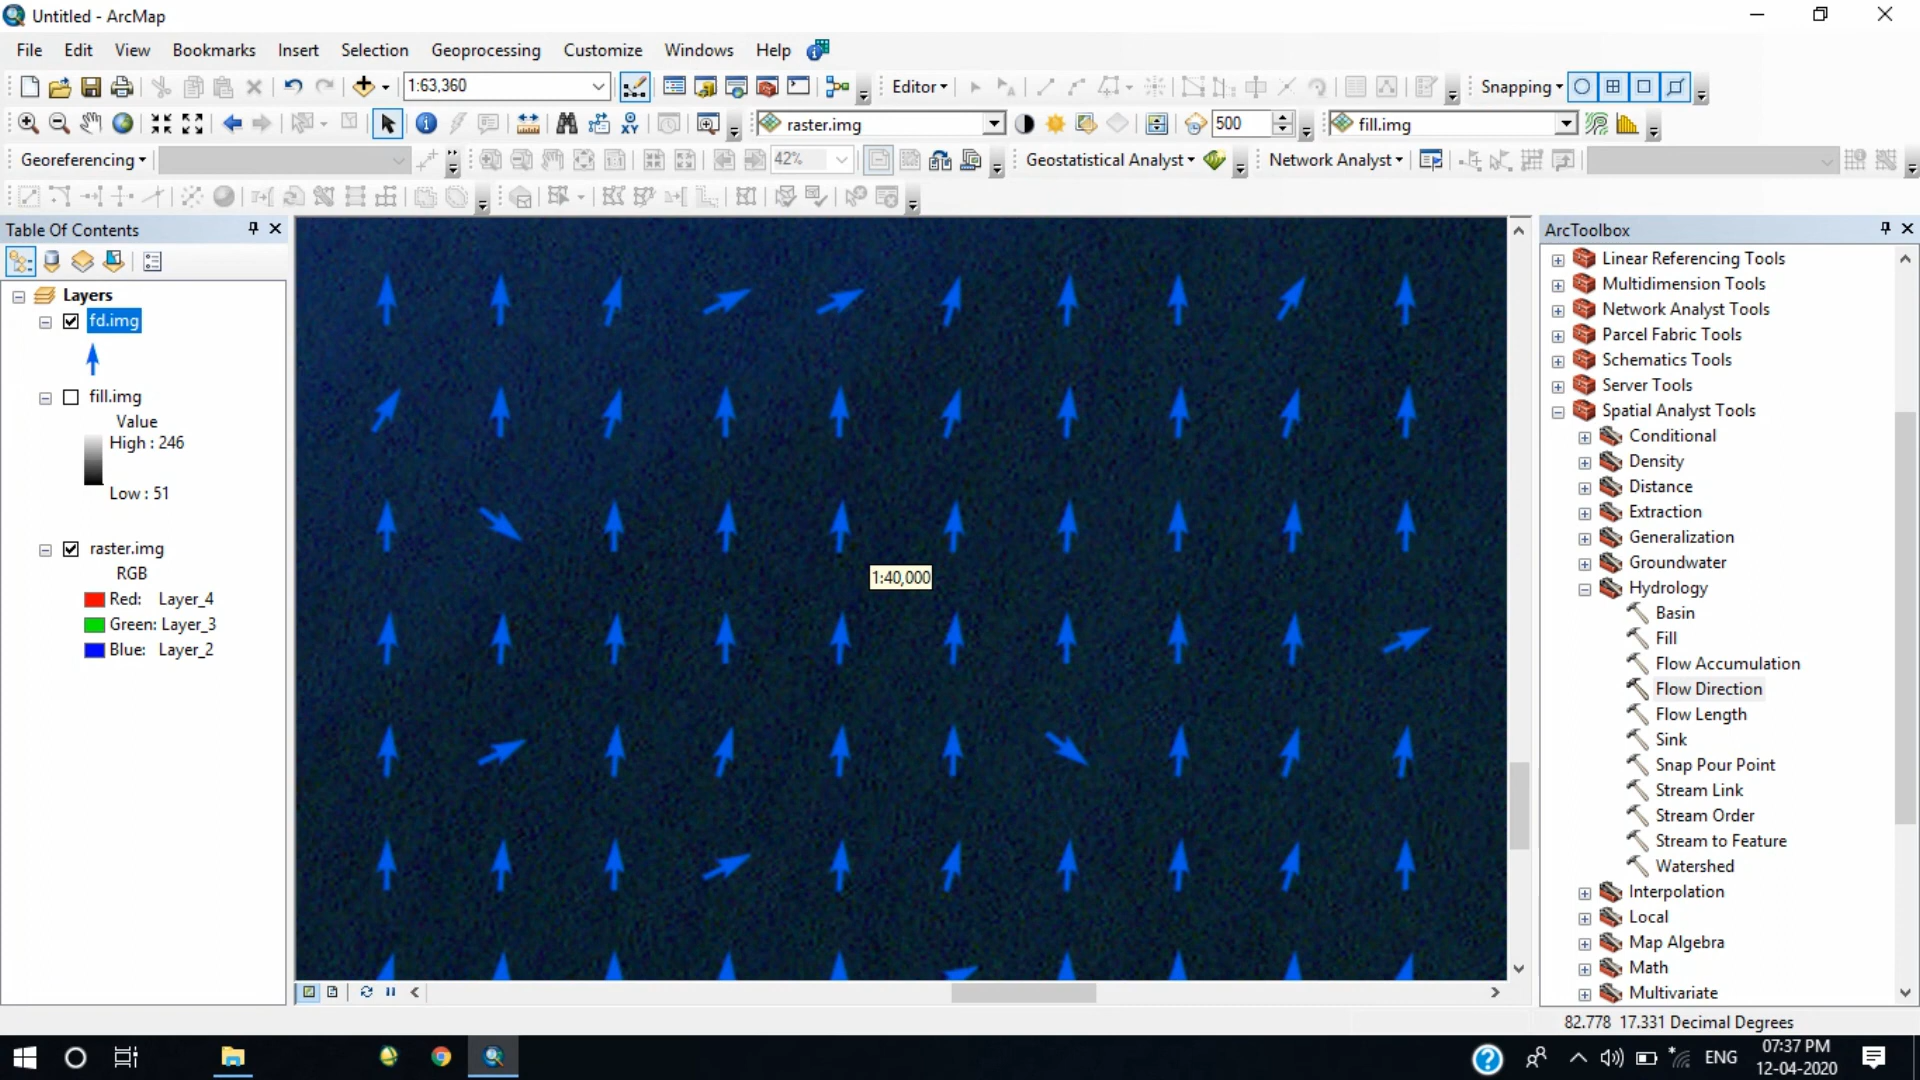 Untitled - ArcMap
File Edit View Bookmarks Insert Selection Geoprocessing Customize Windows Help
1:63,360 Editor Snapping
raster.img 500 fill.img
Georeferencing 42% Geostatistical Analyst Network Analyst
Table Of Contents
Layers
fd.img
fill.img
Value
High : 246
Low : 51
raster.img
RGB
Red: Layer_4
Green: Layer_3
Blue: Layer_2
1:40,000
ArcToolbox
Linear Referencing Tools
Multidimension Tools
Network Analyst Tools
Parcel Fabric Tools
Schematics Tools
Server Tools
Spatial Analyst Tools
Conditional
Density
Distance
Extraction
Generalization
Groundwater
Hydrology
Basin
Fill
Flow Accumulation
Flow Direction
Flow Length
Sink
Snap Pour Point
Stream Link
Stream Order
Stream to Feature
Watershed
Interpolation
Local
Map Algebra
Math
Multivariate
82.778 17.331 Decimal Degrees
ENG
07:37 PM
12-04-2020